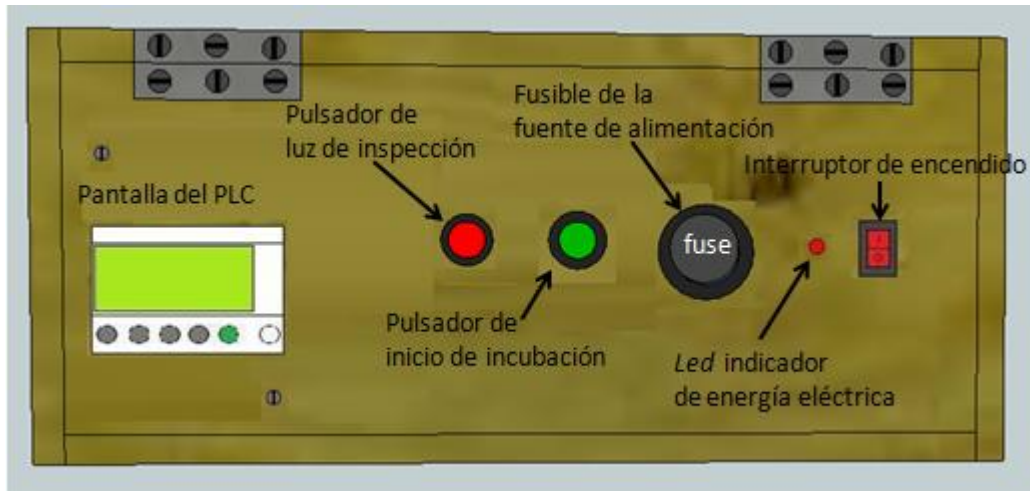 Pulsador de
luz de inspección
Fusible de la
fuente de alimentación
Interruptor de encendido
Pantalla del PLC
fuse
Pulsador de
inicio de incubación
Led indicador
de energía eléctrica